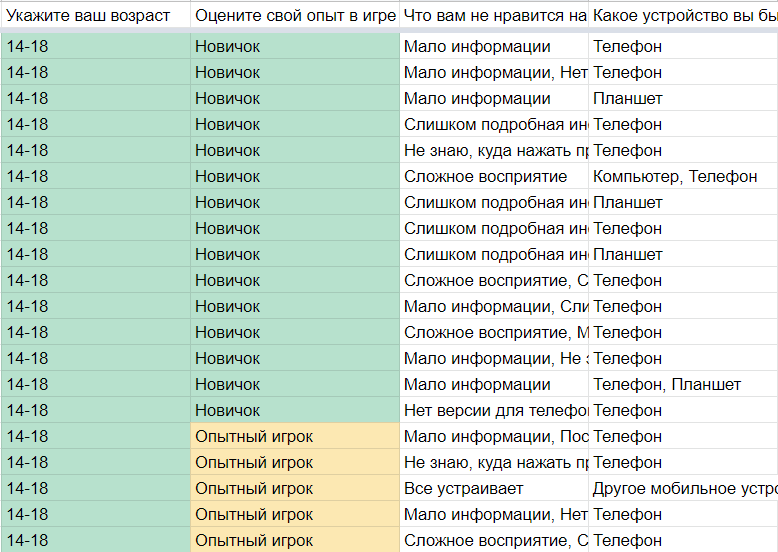 Укажите ваш возраст Оцените свой опыт в игре Что вам не нравится на Какое устройство вы бы
14-18 Новичок Мало информации Телефон
14-18 Новичок Мало информации, Нет Телефон
14-18 Новичок Мало информации Планшет
14-18 Новичок Слишком подробная ин Телефон
14-18 Новичок Не знаю, куда нажать пр Телефон
14-18 Новичок Сложное восприятие Компьютер, Телефон
14-18 Новичок Слишком подробная ин Планшет
14-18 Новичок Слишком подробная ин Телефон
14-18 Новичок Слишком подробная ин Планшет
14-18 Новичок Сложное восприятие, С Телефон
14-18 Новичок Мало информации, Сли Телефон
14-18 Новичок Сложное восприятие, М Телефон
14-18 Новичок Мало информации, Не з Телефон
14-18 Новичок Мало информации Телефон, Планшет
14-18 Новичок Нет версии для телефо Телефон
14-18 Опытный игрок Мало информации, Пос Телефон
14-18 Опытный игрок Не знаю, куда нажать пр Телефон
14-18 Опытный игрок Все устраивает Другое мобильное устро
14-18 Опытный игрок Мало информации, Нет Телефон
14-18 Опытный игрок Сложное восприятие, С Телефон